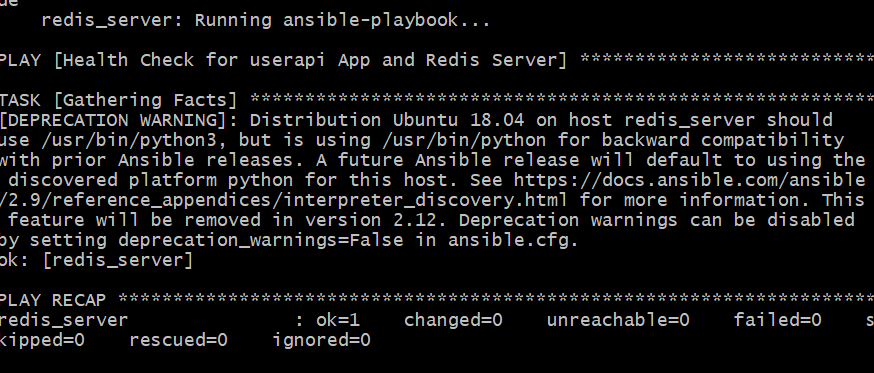 de
redis_server: Running ansible-playbook...
PLAY [Health Check for userapi App and Redis Server] ***************************
TASK [Gathering Facts] *********************************************************
[DEPRECATION WARNING]: Distribution Ubuntu 18.04 on host redis_server should
use /usr/bin/python3, but is using /usr/bin/python for backward compatibility
with prior Ansible releases. A future Ansible release will default to using the
discovered platform python for this host. See https://docs.ansible.com/ansible
/2.9/reference_appendices/interpreter_discovery.html for more information. This
feature will be removed in version 2.12. Deprecation warnings can be disabled
by setting deprecation_warnings=False in ansible.cfg.
ok: [redis_server]
PLAY RECAP *********************************************************************
redis_server : ok=1 changed=0 unreachable=0 failed=0 s
kipped=0 rescued=0 ignored=0